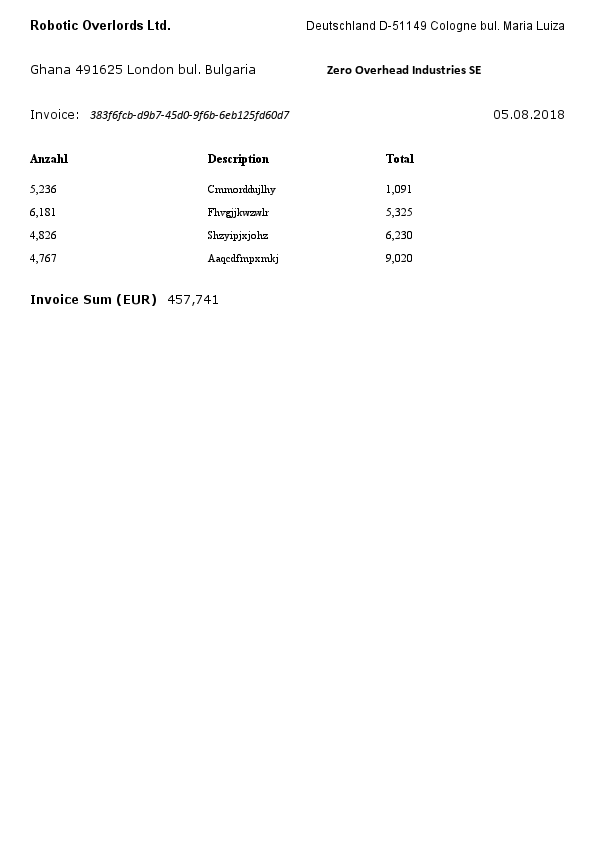 Robotic Overlords Ltd. Deutschland D-51149 Cologne bul. Maria Luiza
Ghana 491625 London bul. Bulgaria Zero Overhead Industries SE
Invoice: 383f6fcb-d9b7-45d0-9f6b-6eb125fd60d7 05.08.2018
Anzahl Description Total
5,236 Cmmorddujlhy 1,091
6,181 Fhvgjjkwzwlr 5,325
4,826 Shzyipjxjohz 6,230
4,767 Aaqcdfmpxmkj 9,020
Invoice Sum (EUR) 457,741